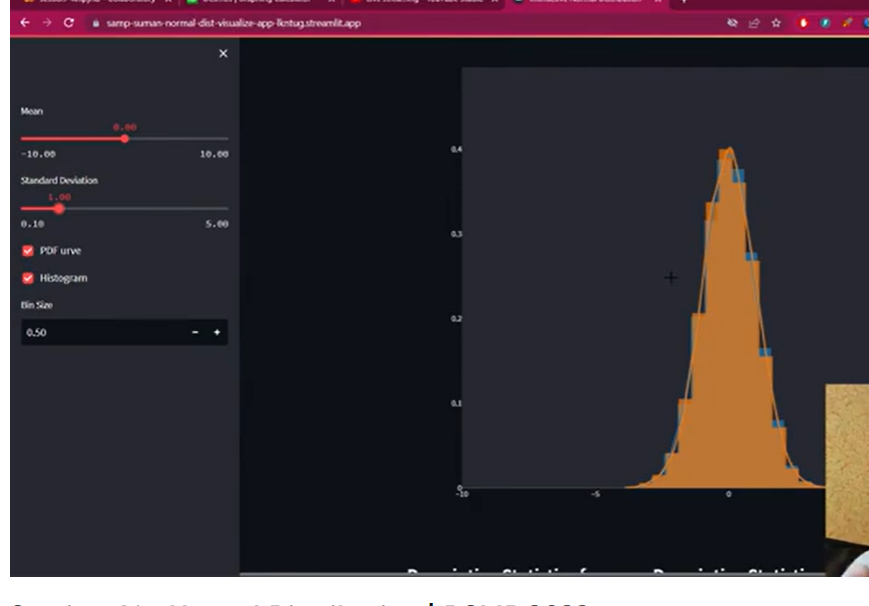 samp-suman-normal-dist-visualize-app-lkntug.streamlit.app
Mean
0.00
-10.00 10.00
Standard Deviation
1.00
0.10 5.00
PDF urve
Histogram
Bin Size
0.50 - +
0.4
0.3
0.2
0.1
0
-10 -5 0